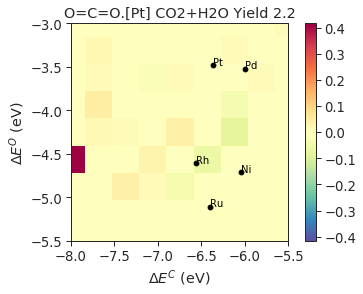 O=C=O.[Pt] CO2+H2O Yield 2.2
−3.0
−3.5
−4.0
−4.5
−5.0
−5.5
ΔE^O (eV)
Pt
Pd
Rh
Ni
Ru
−8.0 −7.5 −7.0 −6.5 −6.0 −5.5
ΔE^C (eV)
0.4
0.3
0.2
0.1
0.0
−0.1
−0.2
−0.3
−0.4